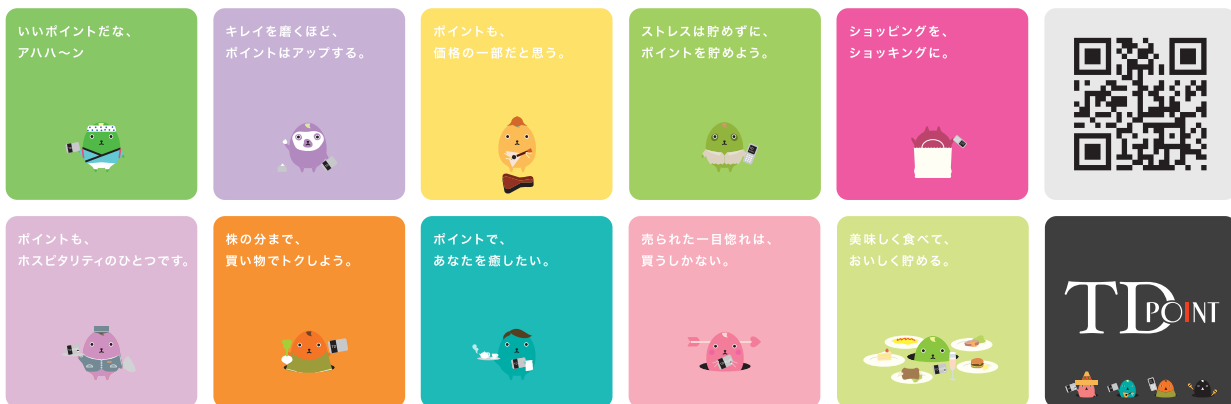 いいポイントだな、
アハハ〜ン
キレイを磨くほど、
ポイントはアップする。
ポイントも、
価格の一部だと思う。
ストレスは貯めずに、
ポイントを貯めよう。
ショッピングを、
ショッキングに。
ポイントも、
ホスピタリティのひとつです。
株の分まで、
買い物でトクしよう。
ポイントで、
あなたを癒したい。
売られた一目惚れは、
買うしかない。
美味しく食べて、
おいしく貯める。
TD POINT